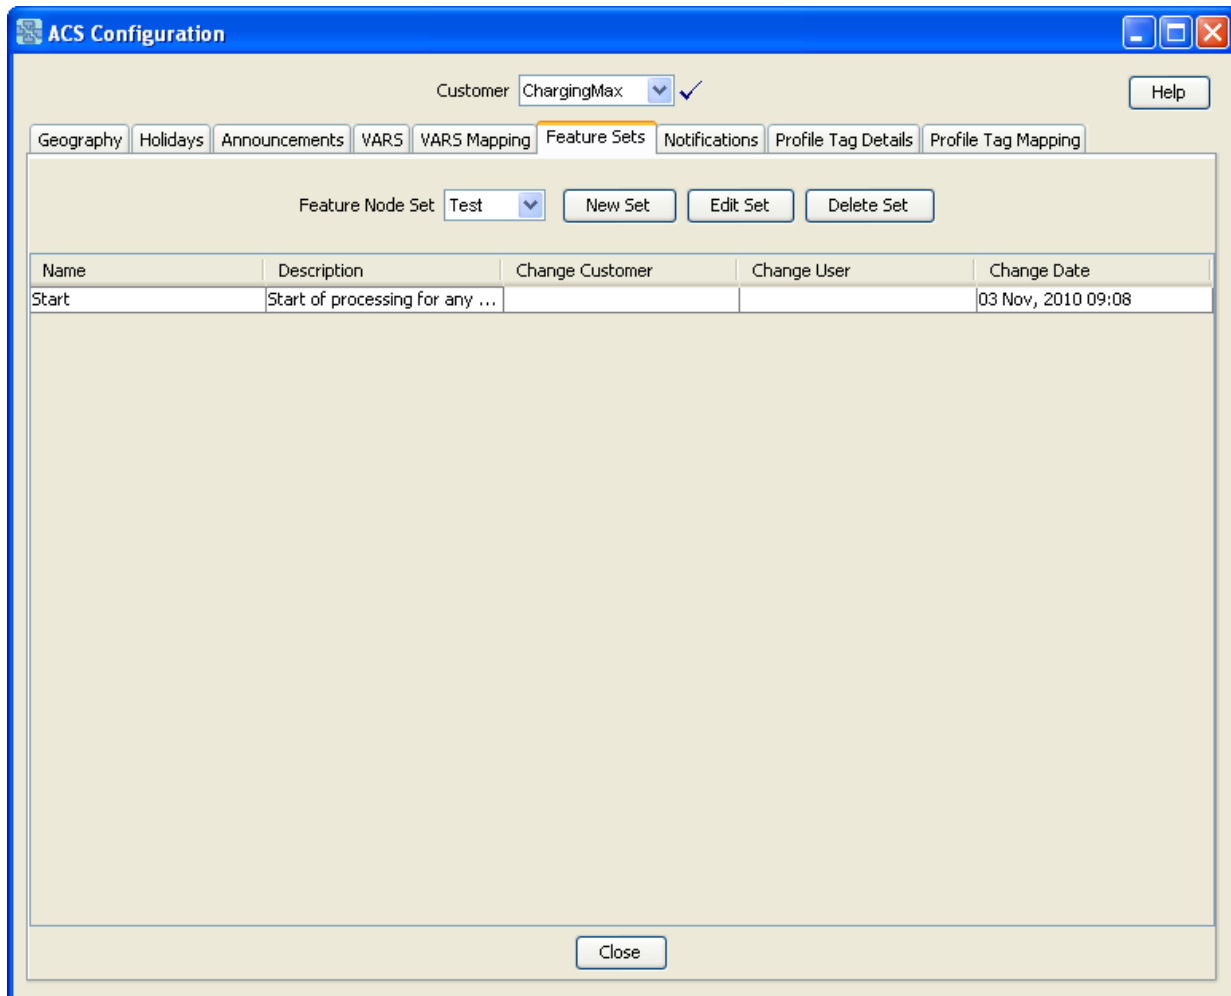 ACS Configuration
Customer ChargingMax Help
Geography Holidays Announcements VARS VARS Mapping Feature Sets Notifications Profile Tag Details Profile Tag Mapping
Feature Node Set Test New Set Edit Set Delete Set
Name Description Change Customer Change User Change Date
Start Start of processing for any ... 03 Nov, 2010 09:08
Close